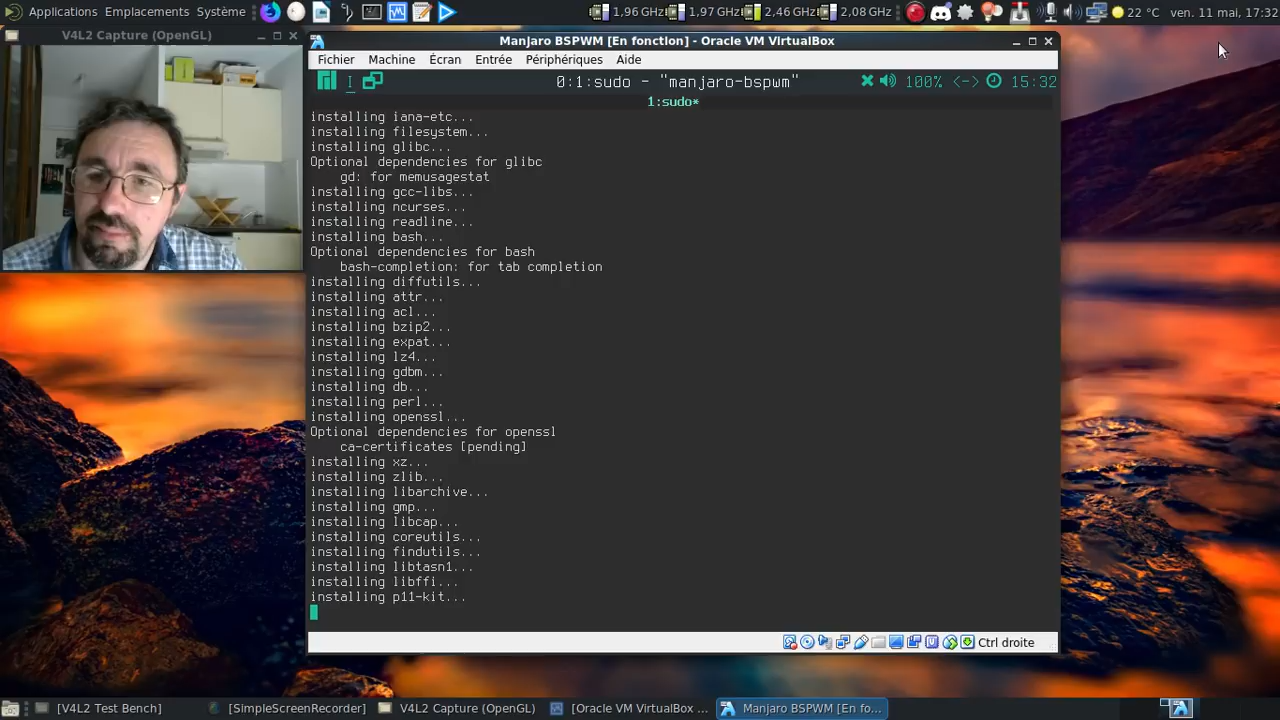 Applications Emplacements Système
1,96 GHz 1,97 GHz 2,46 GHz 2,08 GHz
22 °C ven. 11 mai, 17:32
V4L2 Capture (OpenGL)
Manjaro BSPWM [En fonction] - Oracle VM VirtualBox
Fichier Machine Écran Entrée Périphériques Aide
0:1:sudo - "manjaro-bspwm" 100% <-> 15:32
1:sudo*
installing iana-etc...
installing filesystem...
installing glibc...
Optional dependencies for glibc
gd: for memusagestat
installing gcc-libs...
installing ncurses...
installing readline...
installing bash...
Optional dependencies for bash
bash-completion: for tab completion
installing diffutils...
installing attr...
installing acl...
installing bzip2...
installing expat...
installing lz4...
installing gdbm...
installing db...
installing perl...
installing openssl...
Optional dependencies for openssl
ca-certificates [pending]
installing xz...
installing zlib...
installing libarchive...
installing gmp...
installing libcap...
installing coreutils...
installing findutils...
installing libtasn1...
installing libffi...
installing p11-kit...
Ctrl droite
[V4L2 Test Bench] [SimpleScreenRecorder] V4L2 Capture (OpenGL) [Oracle VM VirtualBox ... Manjaro BSPWM [En fo...